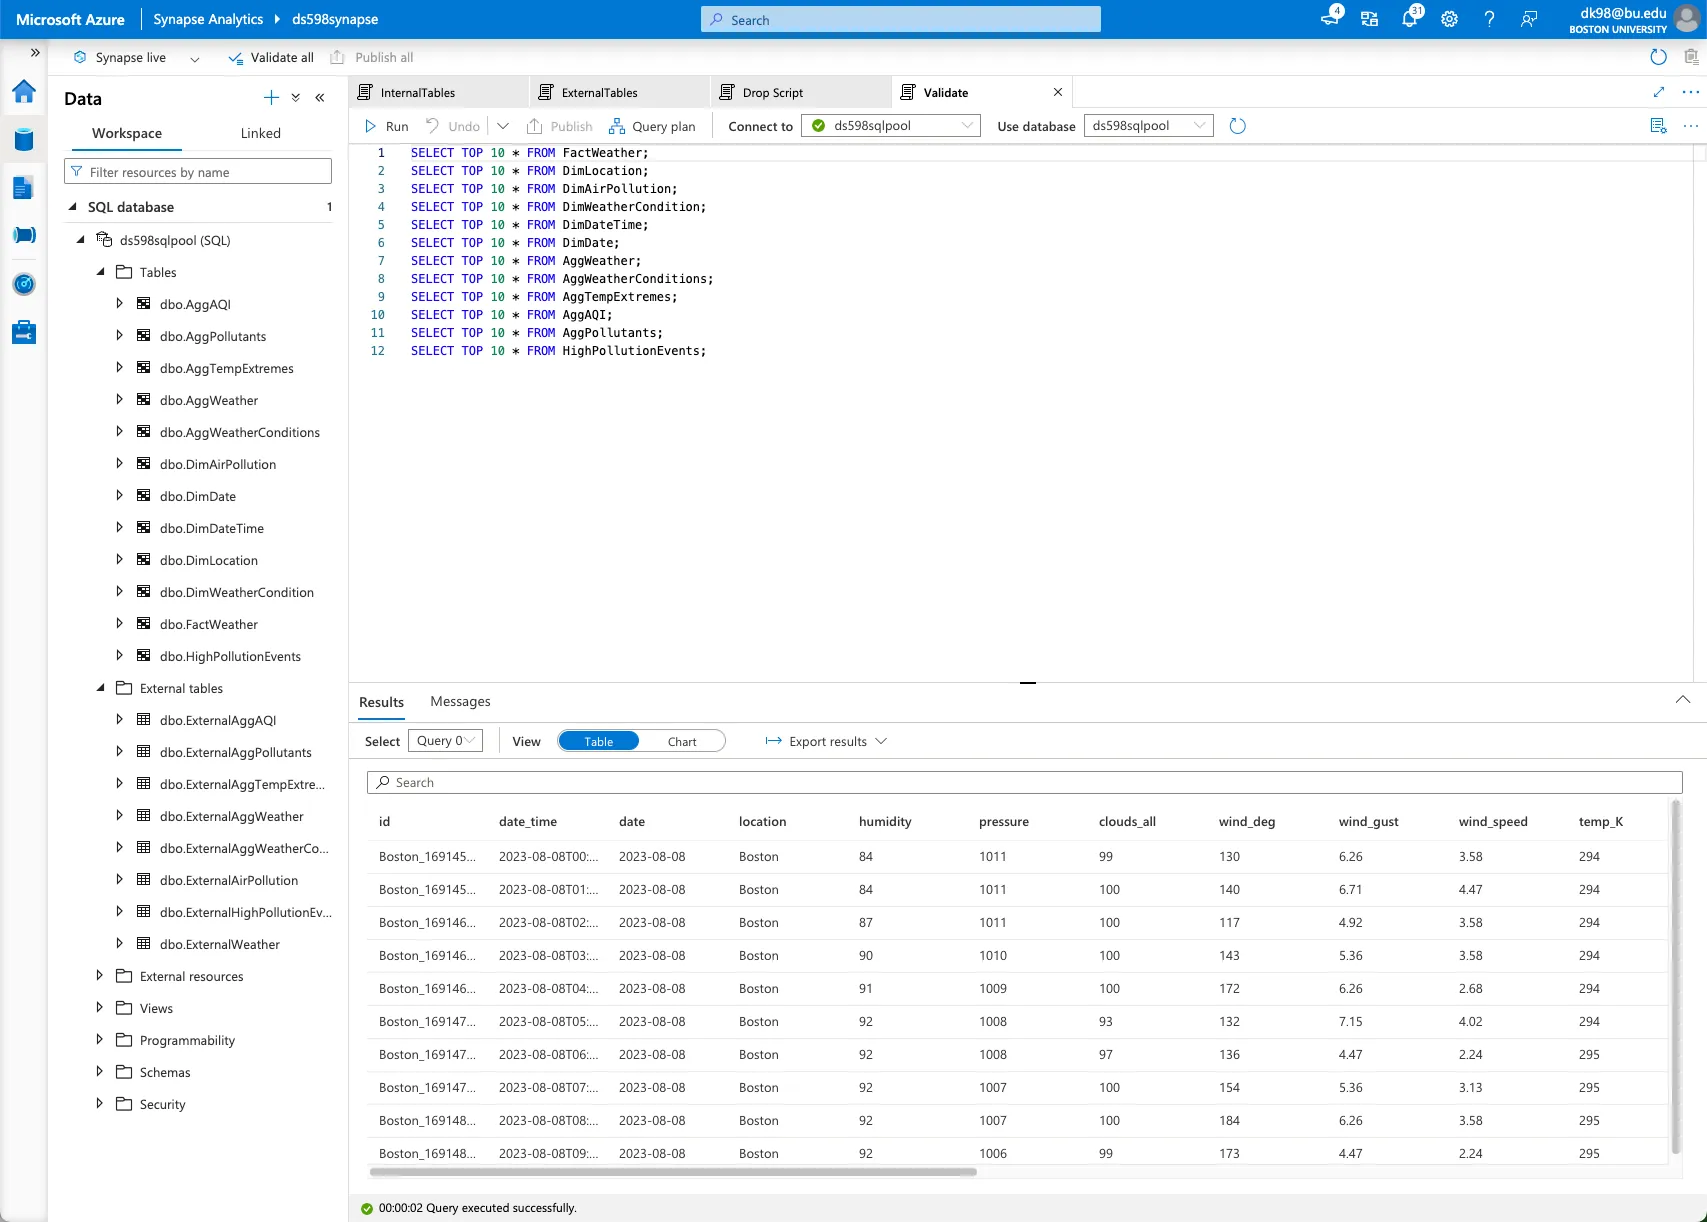 Microsoft Azure | Synapse Analytics ▸ ds598synapse Search 4 31 ? dk98@bu.edu
BOSTON UNIVERSITY
» Synapse live Validate all Publish all
Data + «
Workspace Linked
Filter resources by name
SQL database 1
ds598sqlpool (SQL)
Tables
dbo.AggAQI
dbo.AggPollutants
dbo.AggTempExtremes
dbo.AggWeather
dbo.AggWeatherConditions
dbo.DimAirPollution
dbo.DimDate
dbo.DimDateTime
dbo.DimLocation
dbo.DimWeatherCondition
dbo.FactWeather
dbo.HighPollutionEvents
External tables
dbo.ExternalAggAQI
dbo.ExternalAggPollutants
dbo.ExternalAggTempExtre...
dbo.ExternalAggWeather
dbo.ExternalAggWeatherCo...
dbo.ExternalAirPollution
dbo.ExternalHighPollutionEv...
dbo.ExternalWeather
External resources
Views
Programmability
Schemas
Security
InternalTables ExternalTables Drop Script Validate ×
Run Undo Publish Query plan Connect to ds598sqlpool Use database ds598sqlpool
1 SELECT TOP 10 * FROM FactWeather;
2 SELECT TOP 10 * FROM DimLocation;
3 SELECT TOP 10 * FROM DimAirPollution;
4 SELECT TOP 10 * FROM DimWeatherCondition;
5 SELECT TOP 10 * FROM DimDateTime;
6 SELECT TOP 10 * FROM DimDate;
7 SELECT TOP 10 * FROM AggWeather;
8 SELECT TOP 10 * FROM AggWeatherConditions;
9 SELECT TOP 10 * FROM AggTempExtremes;
10 SELECT TOP 10 * FROM AggAQI;
11 SELECT TOP 10 * FROM AggPollutants;
12 SELECT TOP 10 * FROM HighPollutionEvents;
Results Messages
Select Query 0 View Table Chart Export results
Search
id date_time date location humidity pressure clouds_all wind_deg wind_gust wind_speed temp_K
Boston_169145... 2023-08-08T00:... 2023-08-08 Boston 84 1011 99 130 6.26 3.58 294
Boston_169145... 2023-08-08T01:... 2023-08-08 Boston 84 1011 100 140 6.71 4.47 294
Boston_169146... 2023-08-08T02:... 2023-08-08 Boston 87 1011 100 117 4.92 3.58 294
Boston_169146... 2023-08-08T03:... 2023-08-08 Boston 90 1010 100 143 5.36 3.58 294
Boston_169146... 2023-08-08T04:... 2023-08-08 Boston 91 1009 100 172 6.26 2.68 294
Boston_169147... 2023-08-08T05:... 2023-08-08 Boston 92 1008 93 132 7.15 4.02 294
Boston_169147... 2023-08-08T06:... 2023-08-08 Boston 92 1008 97 136 4.47 2.24 295
Boston_169147... 2023-08-08T07:... 2023-08-08 Boston 92 1007 100 154 5.36 3.13 295
Boston_169148... 2023-08-08T08:... 2023-08-08 Boston 92 1007 100 184 6.26 3.58 295
Boston_169148... 2023-08-08T09:... 2023-08-08 Boston 92 1006 99 173 4.47 2.24 295
00:00:02 Query executed successfully.